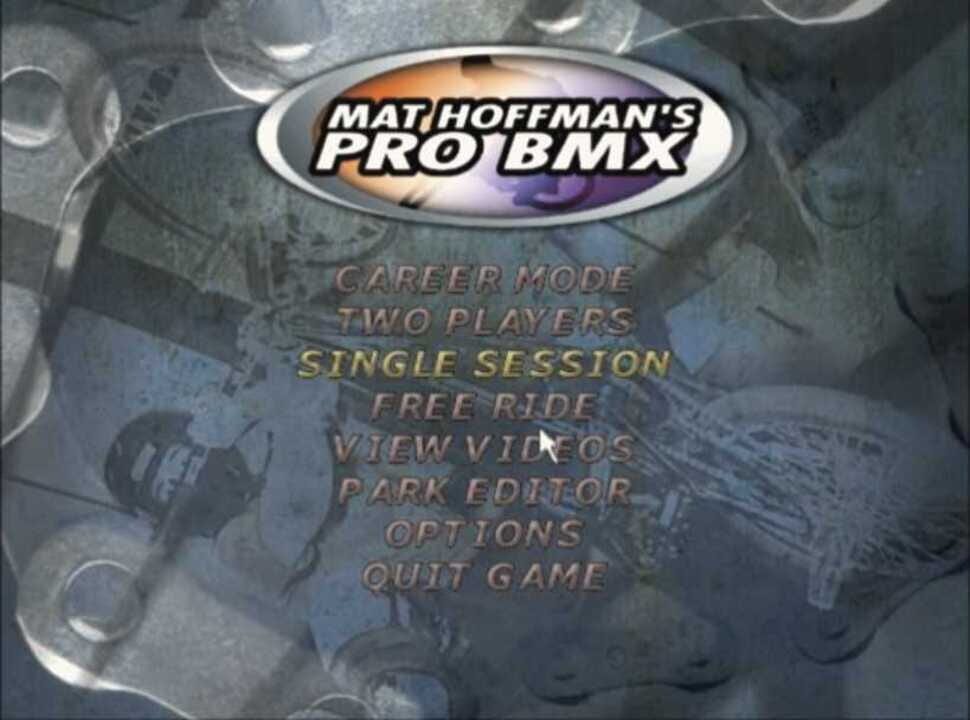 MAT HOFFMAN'S
PRO BMX
CAREER MODE
TWO PLAYERS
SINGLE SESSION
FREE RIDE
VIEW VIDEOS
PARK EDITOR
OPTIONS
QUIT GAME